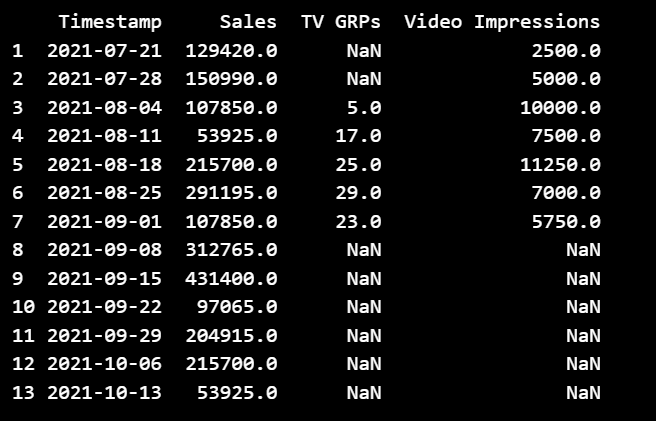 Timestamp Sales TV GRPs Video Impressions
1 2021-07-21 129420.0 NaN 2500.0
2 2021-07-28 150990.0 NaN 5000.0
3 2021-08-04 107850.0 5.0 10000.0
4 2021-08-11 53925.0 17.0 7500.0
5 2021-08-18 215700.0 25.0 11250.0
6 2021-08-25 291195.0 29.0 7000.0
7 2021-09-01 107850.0 23.0 5750.0
8 2021-09-08 312765.0 NaN NaN
9 2021-09-15 431400.0 NaN NaN
10 2021-09-22 97065.0 NaN NaN
11 2021-09-29 204915.0 NaN NaN
12 2021-10-06 215700.0 NaN NaN
13 2021-10-13 53925.0 NaN NaN